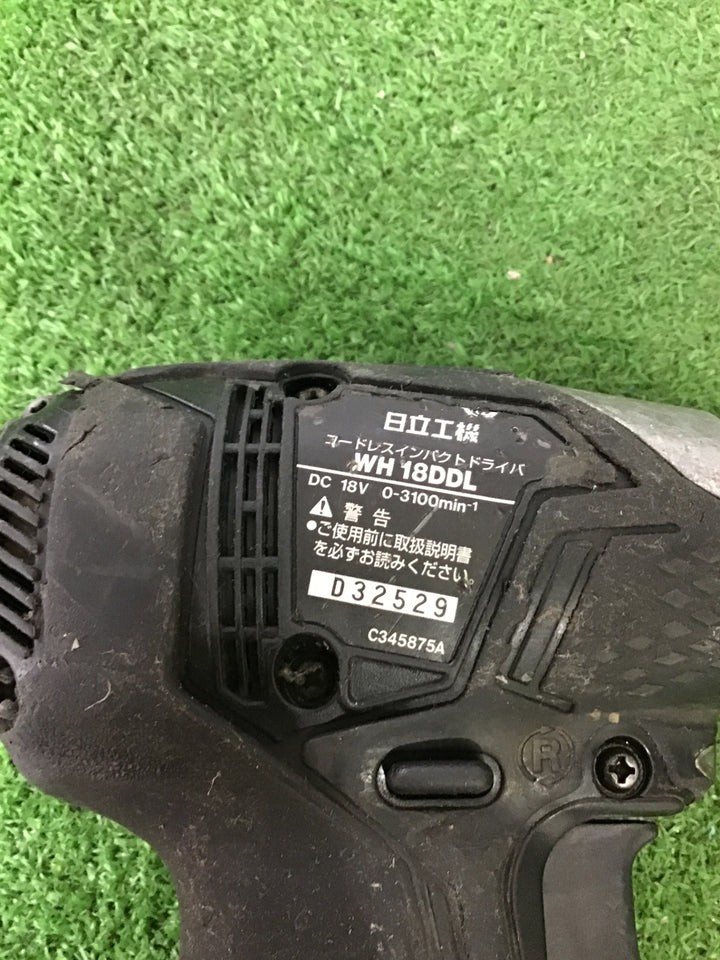 日立工機
コードレスインパクトドライバ
WH 18DDL
DC 18V 0-3100min-1
警告
●ご使用前に取扱説明書
を必ずお読みください。
D32529
C345875A
R